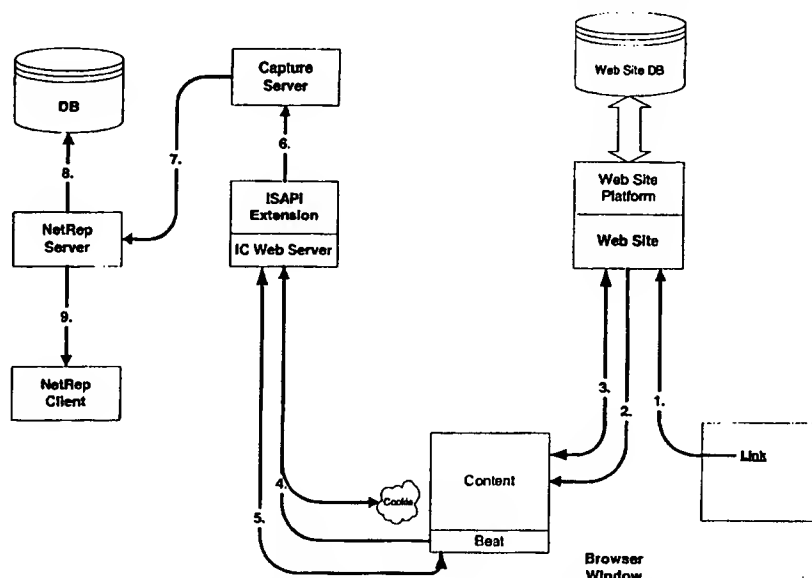 DB
Capture
Server
Web Site DB
7.
6.
8.
ISAPI
Extension
IC Web Server
Web Site
Platform
Web Site
NetRep
Server
9.
NetRep
Client
3.
2.
1.
Link
Content
Cookie
4.
5.
Beat
Browser
Window